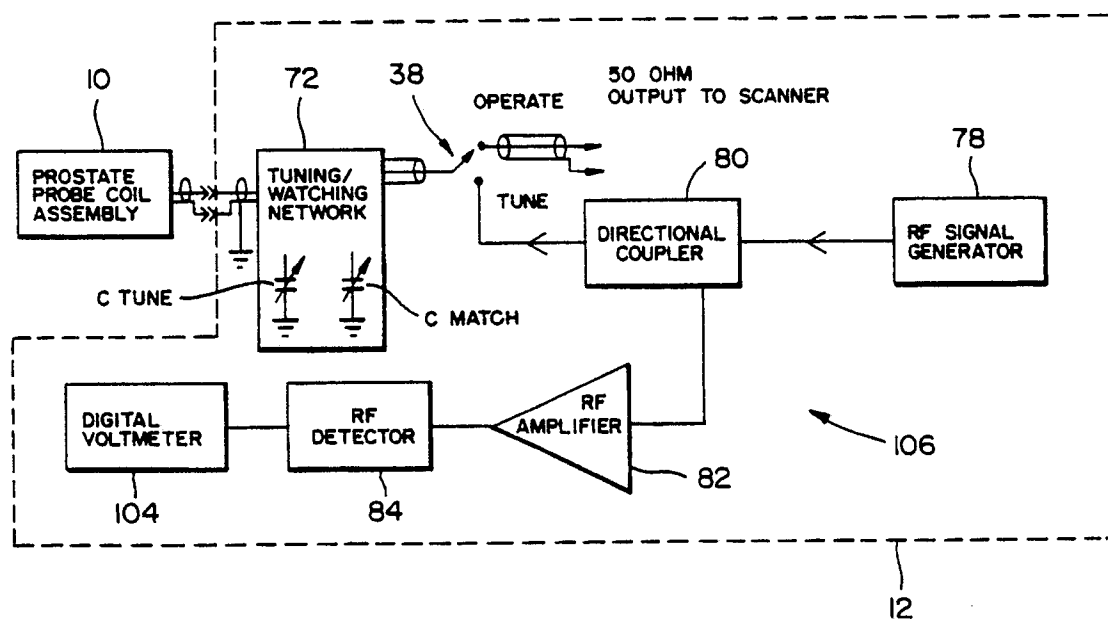 10
72
38
OPERATE
50 OHM
OUTPUT TO SCANNER
80
78
PROSTATE
PROBE COIL
ASSEMBLY
TUNING/
WATCHING
NETWORK
TUNE
DIRECTIONAL
COUPLER
RF SIGNAL
GENERATOR
C TUNE
C MATCH
DIGITAL
VOLTMETER
RF
DETECTOR
RF
AMPLIFIER
106
104
84
82
12